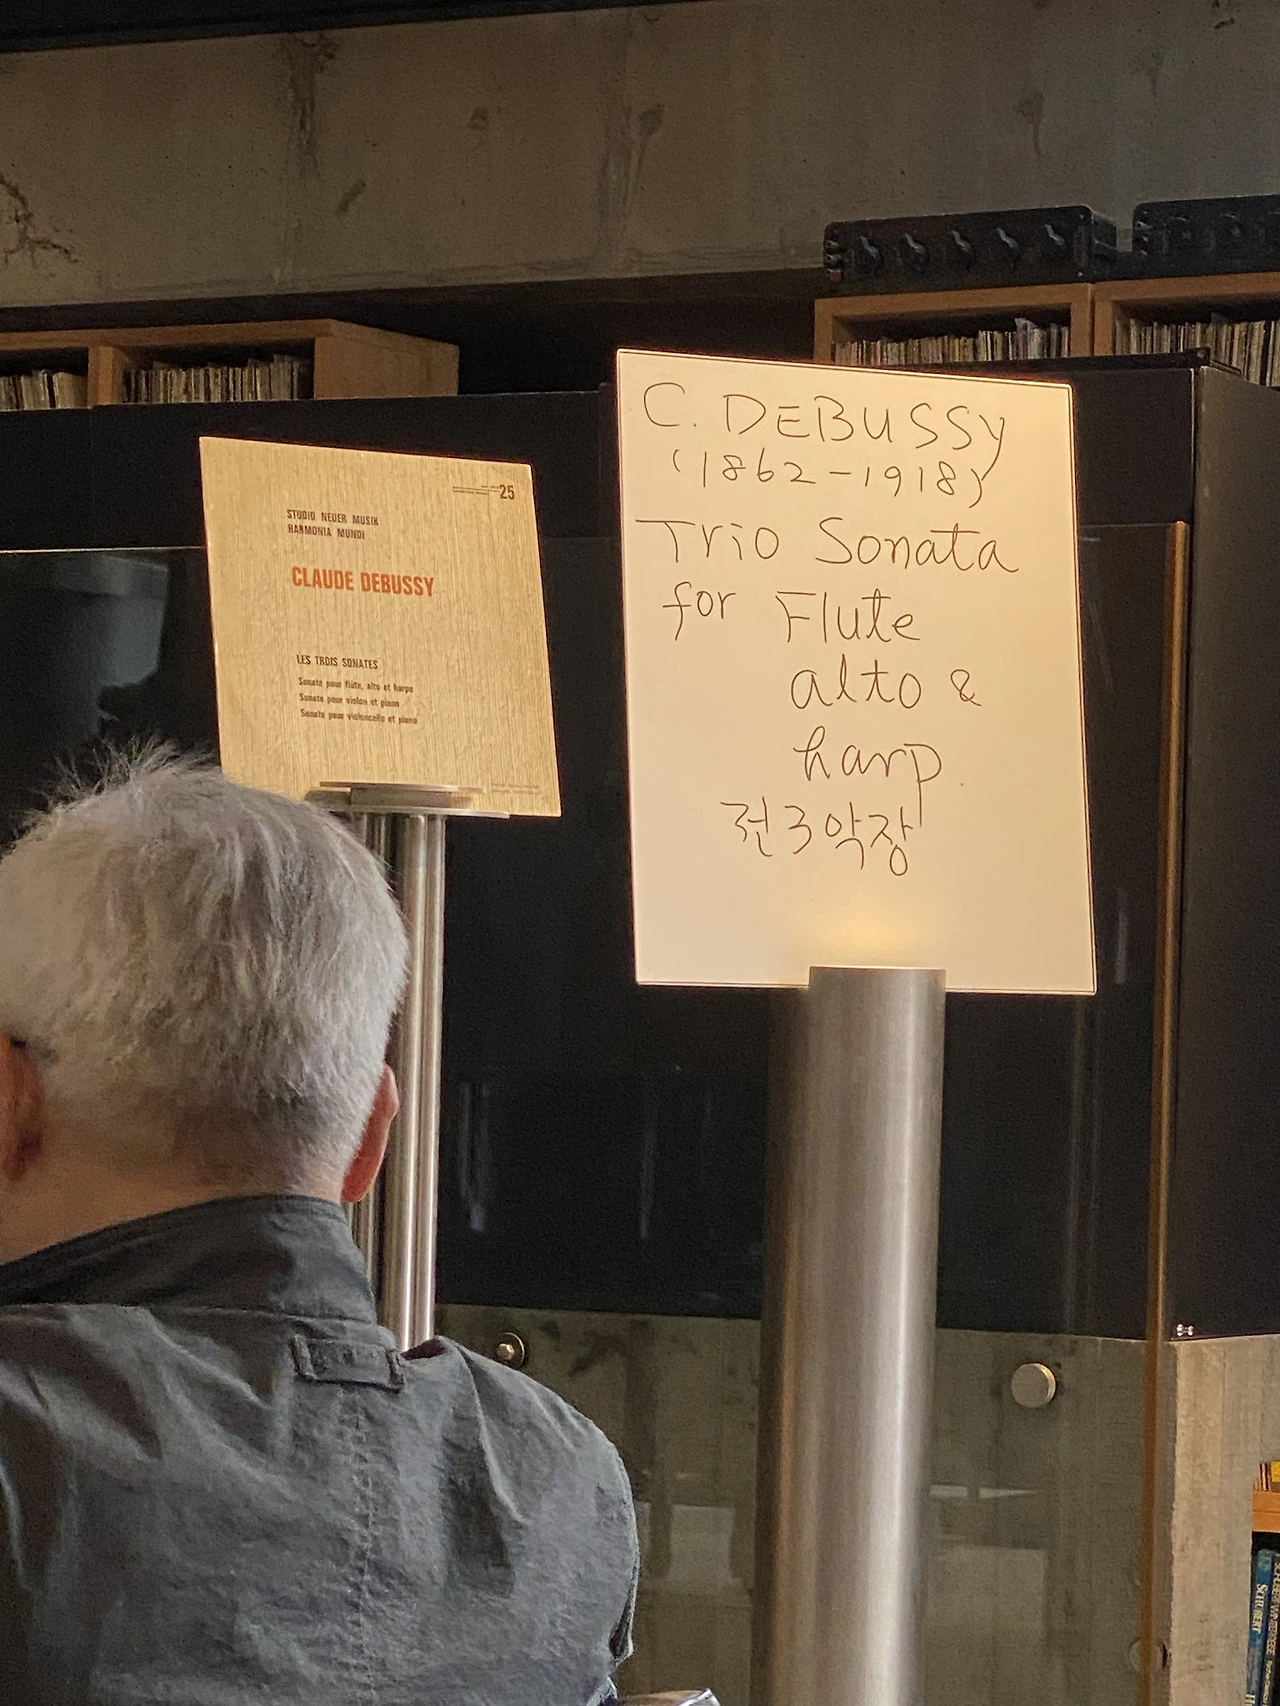 25
STUDIO NEUER MUSIK
HARMONIA MUNDI
CLAUDE DEBUSSY
LES TROIS SONATES
Sonate pour flûte, alto et harpe
Sonate pour violon et piano
Sonate pour violoncelle et piano
C. DEBUSSY
(1862-1918)
Trio Sonata
for Flute
alto &
harp
전3악장
SCHUBERT